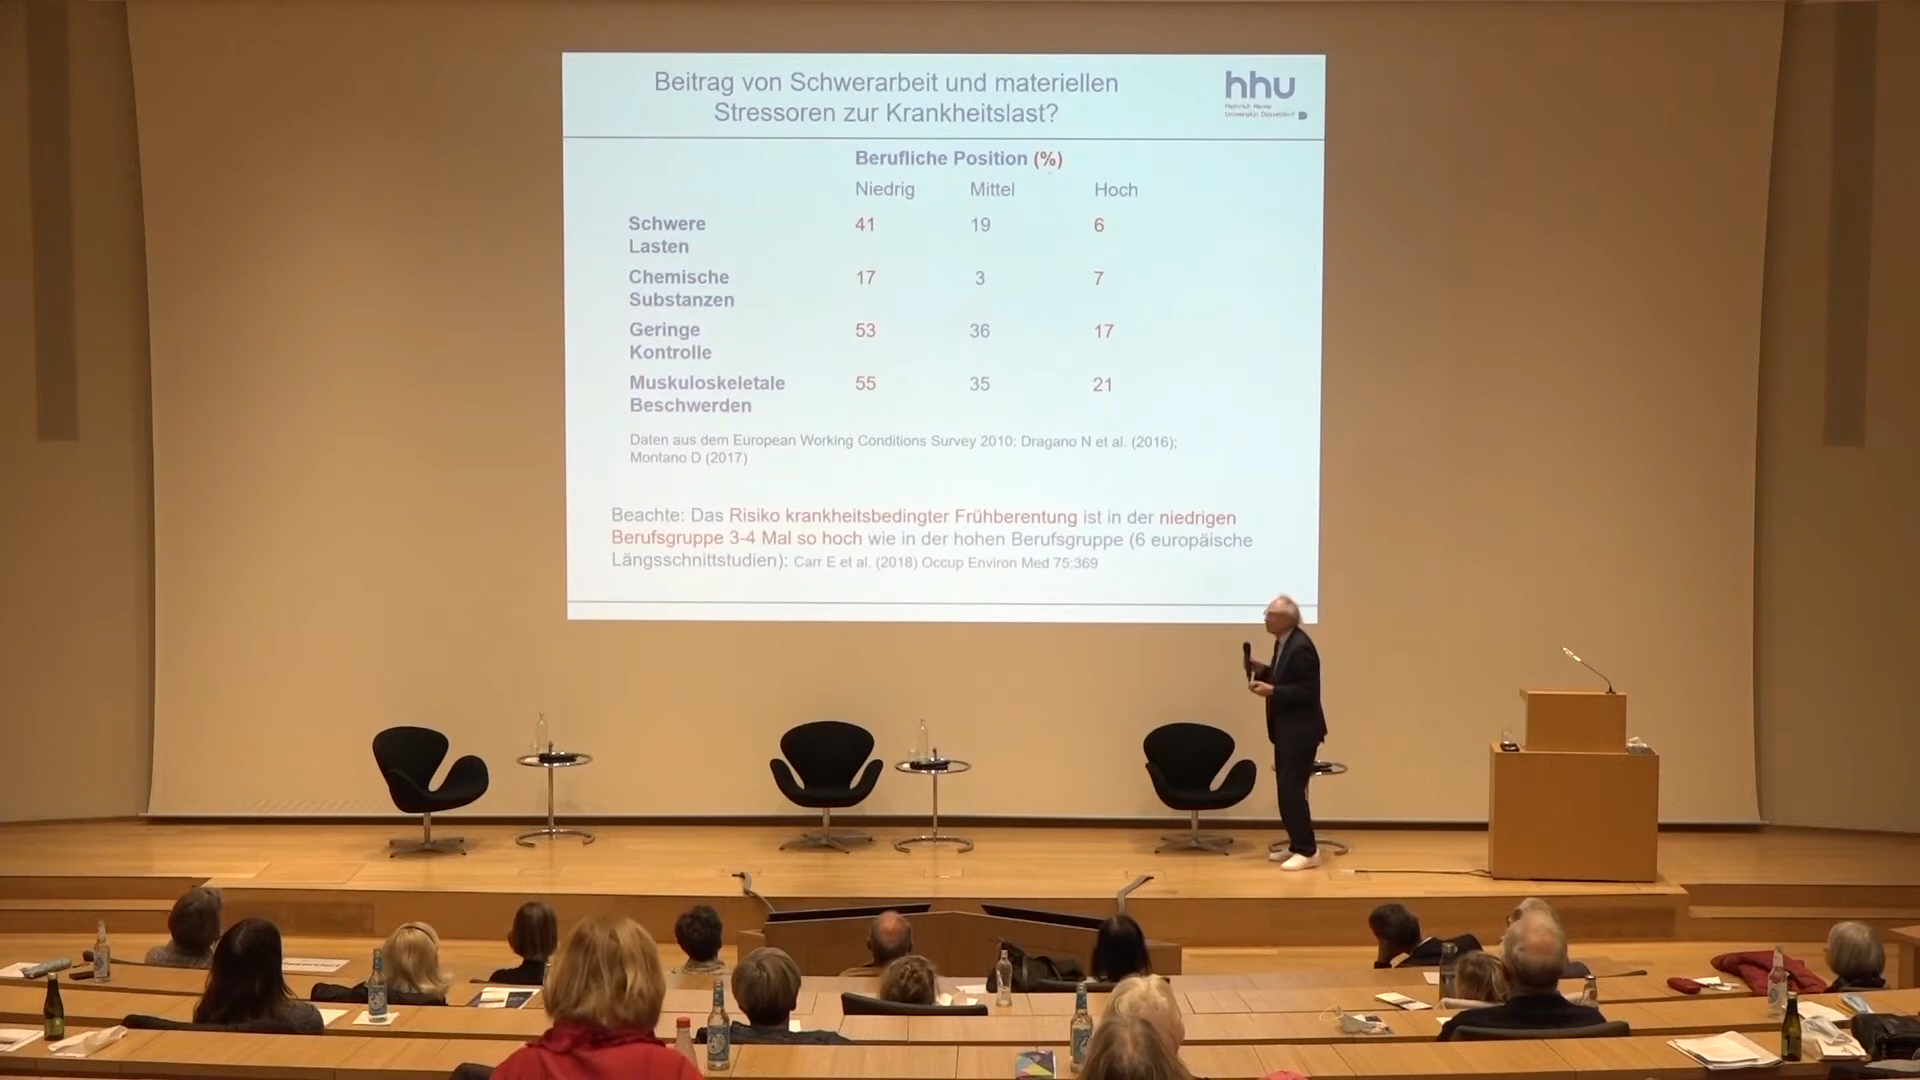 Beitrag von Schwerarbeit und materiellen
Stressoren zur Krankheitslast?
hhu
Heinrich Heine
Universität Düsseldorf
Berufliche Position (%)
Niedrig Mittel Hoch
Schwere 41 19 6
Lasten
Chemische 17 3 7
Substanzen
Geringe 53 36 17
Kontrolle
Muskuloskeletale 55 35 21
Beschwerden
Daten aus dem European Working Conditions Survey 2010: Dragano N et al. (2016);
Montano D (2017)
Beachte: Das Risiko krankheitsbedingter Frühberentung ist in der niedrigen
Berufsgruppe 3-4 Mal so hoch wie in der hohen Berufsgruppe (6 europäische
Längsschnittstudien): Carr E et al. (2018) Occup Environ Med 75:369